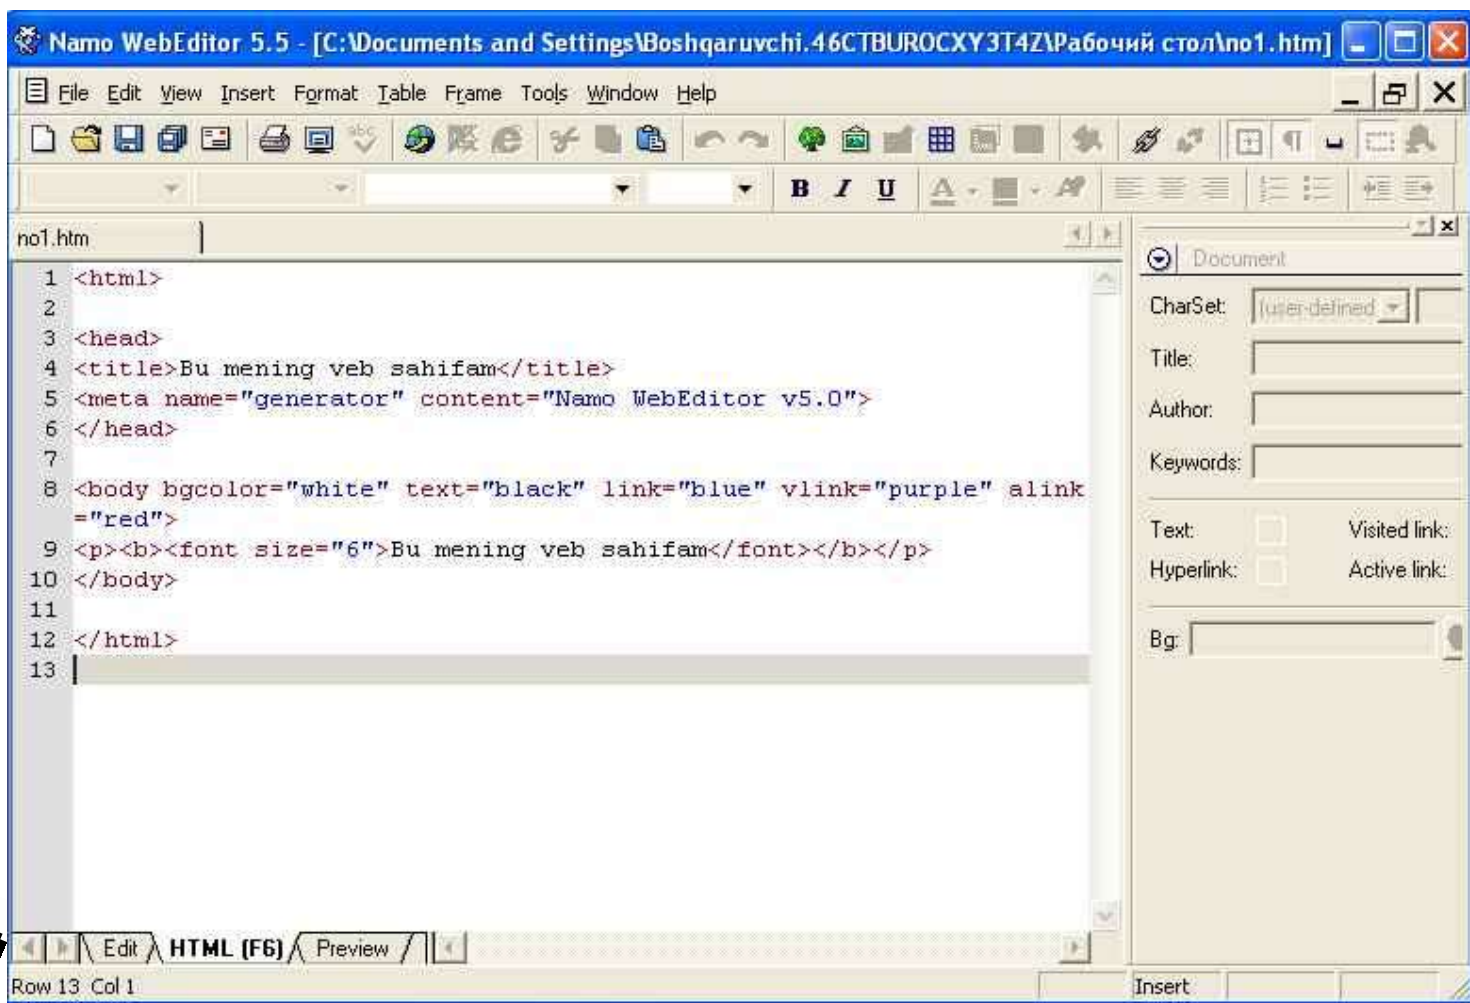 Namo WebEditor 5.5 - [C:\Documents and Settings\Boshqaruvchi.46CTBUROCXY3T4Z\Рабочий стол\no1.htm]
File Edit View Insert Format Table Frame Tools Window Help
abc
B I U A
no1.htm
Document
1 <html>
2
CharSet: (user-defined
3 <head>
4 <title>Bu mening veb sahifam</title>
Title:
5 <meta name="generator" content="Namo WebEditor v5.0">
Author:
6 </head>
7
Keywords:
8 <body bgcolor="white" text="black" link="blue" vlink="purple" alink
="red">
Text: Visited link:
9 <p><b><font size="6">Bu mening veb sahifam</font></b></p>
10 </body>
Hyperlink: Active link:
11
12 </html>
Bg:
13
Edit HTML (F6) Preview
Row 13 Col 1 Insert